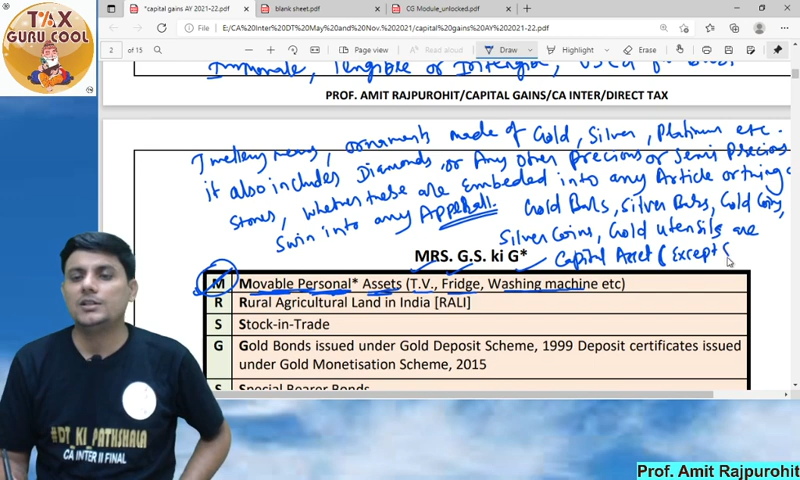 TAX
GURU COOL
*capital gains AY 2021-22.pdf
blank sheet.pdf
CG Module_unlocked.pdf
File
E:/CA%20Inter%20DT%20May%20and%20Nov.%202021/capital%20gains%20AY%202021-22.pdf
2 of 15
Page view
Read aloud
Draw
Highlight
Erase
Immovable, Tangible or Intangible,
PROF. AMIT RAJPUROHIT/CAPITAL GAINS/CA INTER/DIRECT TAX
Jwellery means, ornaments made of Gold, Silver, Platinum etc.
it also includes Diamonds, or Any other Precious or Semi Precious
Stones, whether these are Embeded into any Article or thing
Swin into any
Gold Bars, Silver Bars, Gold Coins,
Silver Coins, Gold utensils are
Capital Asset (Except
MRS. G.S. ki G*
M Movable Personal* Assets (T.V., Fridge, Washing machine etc)
R Rural Agricultural Land in India [RALI]
S Stock-in-Trade
G Gold Bonds issued under Gold Deposit Scheme, 1999 Deposit certificates issued
under Gold Monetisation Scheme, 2015
S Special Bearer Bonds
#DT_KI_PATHSHALA
CA INTER II FINAL
Prof. Amit Rajpurohit